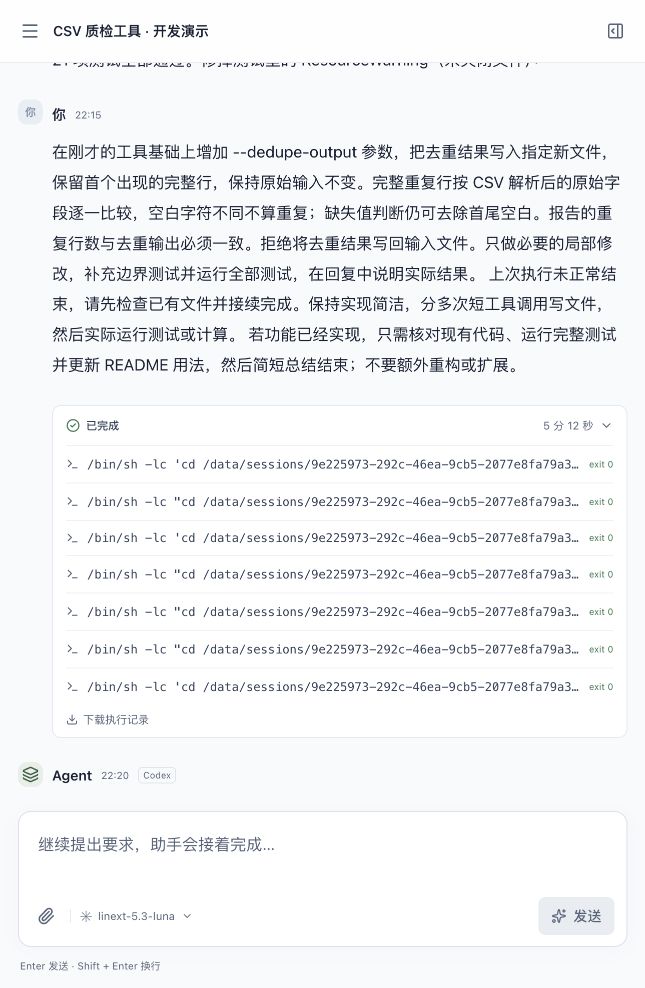 CSV 质检工具 · 开发演示
你
你 22:15
在刚才的工具基础上增加 --dedupe-output 参数，把去重结果写入指定新文件，
保留首个出现的完整行，保持原始输入不变。完整重复行按 CSV 解析后的原始字
段逐一比较，空白字符不同不算重复；缺失值判断仍可去除首尾空白。报告的重
复行数与去重输出必须一致。拒绝将去重结果写回输入文件。只做必要的局部修
改，补充边界测试并运行全部测试，在回复中说明实际结果。 上次执行未正常结
束，请先检查已有文件并接续完成。保持实现简洁，分多次短工具调用写文件，
然后实际运行测试或计算。 若功能已经实现，只需核对现有代码、运行完整测试
并更新 README 用法，然后简短总结结束；不要额外重构或扩展。
已完成 5 分 12 秒
>_ /bin/sh -lc 'cd /data/sessions/9e225973-292c-46ea-9cb5-2077e8fa79a3… exit 0
>_ /bin/sh -lc "cd /data/sessions/9e225973-292c-46ea-9cb5-2077e8fa79a3… exit 0
>_ /bin/sh -lc 'cd /data/sessions/9e225973-292c-46ea-9cb5-2077e8fa79a3… exit 0
>_ /bin/sh -lc "cd /data/sessions/9e225973-292c-46ea-9cb5-2077e8fa79a3… exit 0
>_ /bin/sh -lc "cd /data/sessions/9e225973-292c-46ea-9cb5-2077e8fa79a3… exit 0
>_ /bin/sh -lc "cd /data/sessions/9e225973-292c-46ea-9cb5-2077e8fa79a3… exit 0
>_ /bin/sh -lc 'cd /data/sessions/9e225973-292c-46ea-9cb5-2077e8fa79a3… exit 0
下载执行记录
Agent 22:20 Codex
继续提出要求，助手会接着完成...
linext-5.3-luna 发送
Enter 发送 · Shift + Enter 换行